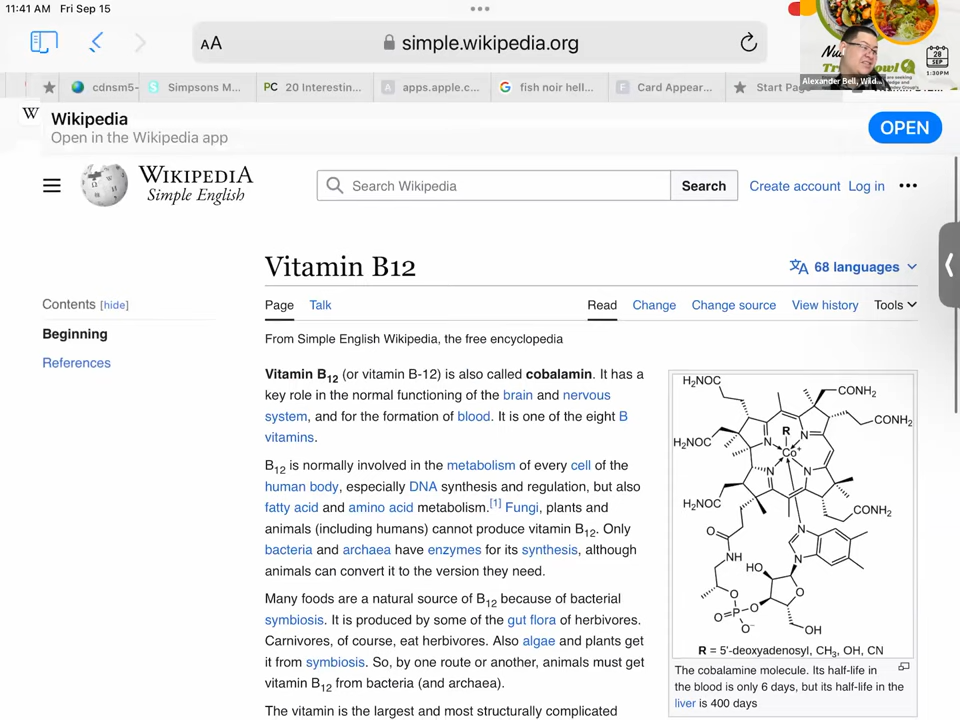 11:41 AM Fri Sep 15
AA
simple.wikipedia.org
28
SEP
1:30PM
Alexander Bell, Wild...
cdnsm5-
S
Simpsons M...
PC
20 Interestin...
A
apps.apple.c...
G
fish noir hell...
F
Card Appear...
Start Pag
W
Wikipedia
Open in the Wikipedia app
OPEN
WIKIPEDIA
Simple English
Search Wikipedia
Search
Create account
Log in
Vitamin B12
68 languages
Contents [hide]
Page
Talk
Read
Change
Change source
View history
Tools
Beginning
References
From Simple English Wikipedia, the free encyclopedia
Vitamin B12 (or vitamin B-12) is also called cobalamin. It has a
key role in the normal functioning of the brain and nervous
system, and for the formation of blood. It is one of the eight B
vitamins.
B12 is normally involved in the metabolism of every cell of the
human body, especially DNA synthesis and regulation, but also
fatty acid and amino acid metabolism.[1] Fungi, plants and
animals (including humans) cannot produce vitamin B12. Only
bacteria and archaea have enzymes for its synthesis, although
animals can convert it to the version they need.
Many foods are a natural source of B12 because of bacterial
symbiosis. It is produced by some of the gut flora of herbivores.
Carnivores, of course, eat herbivores. Also algae and plants get
it from symbiosis. So, by one route or another, animals must get
vitamin B12 from bacteria (and archaea).
The vitamin is the largest and most structurally complicated
H2NOC
CONH2
CONH2
R
H2NOC
N
N
Co+
N
N
H2NOC
CONH2
O
N
NH
N
HO
O
O
O
P
O
O-
OH
R = 5'-deoxyadenosyl, CH3, OH, CN
The cobalamine molecule. Its half-life in
the blood is only 6 days, but its half-life in the
liver is 400 days